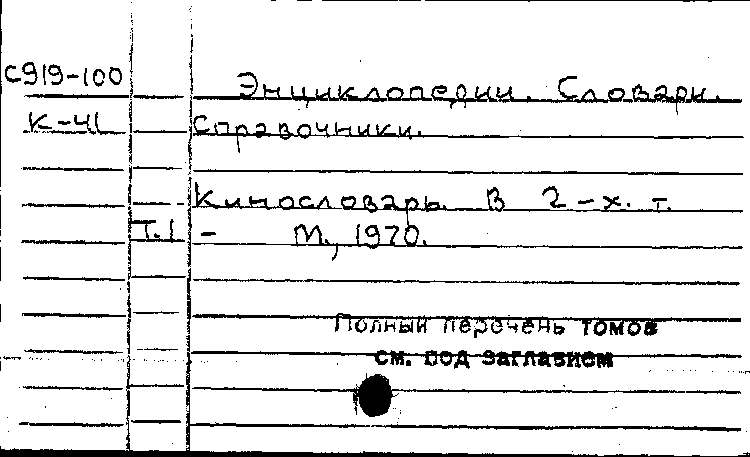 С919-100 Энциклопедии. Словари.
К-41 Справочники.
Кинословарь. В 2-х. т.
Т.1 - М., 1970.
Полный перечень томов
см. под заглавием